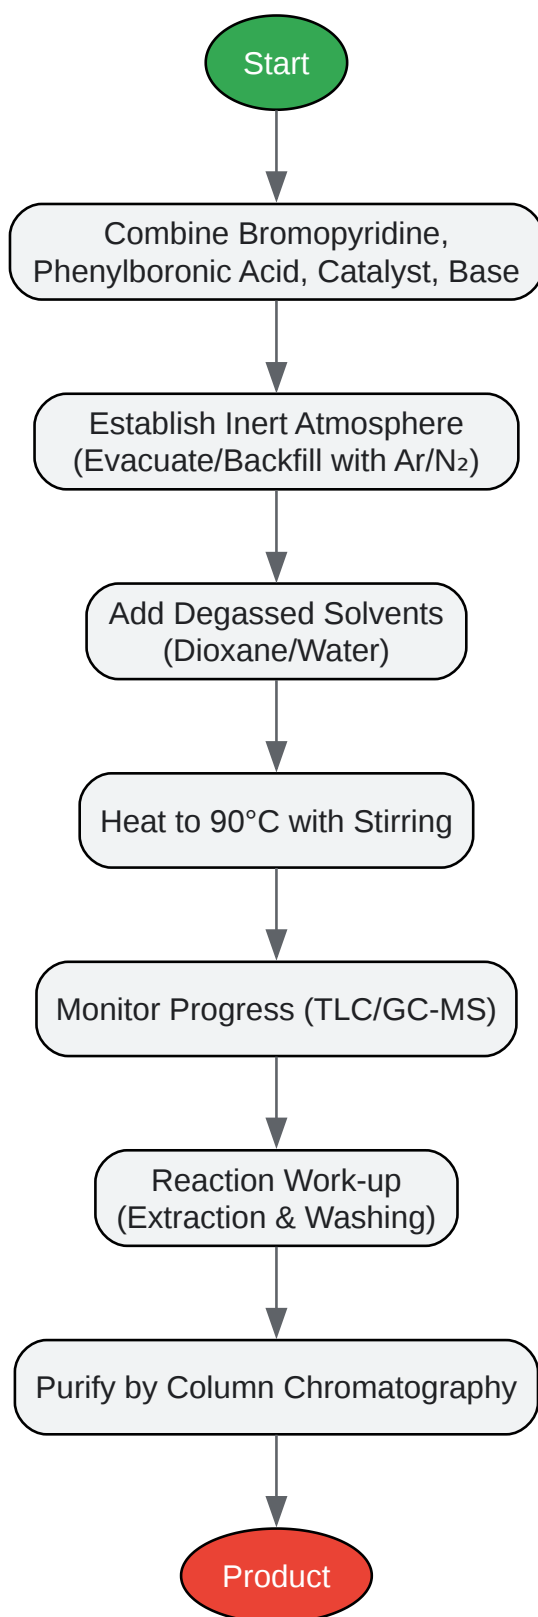 Start
Combine Bromopyridine,
Phenylboronic Acid, Catalyst, Base
Establish Inert Atmosphere
(Evacuate/Backfill with Ar/N₂)
Add Degassed Solvents
(Dioxane/Water)
Heat to 90°C with Stirring
Monitor Progress (TLC/GC-MS)
Reaction Work-up
(Extraction & Washing)
Purify by Column Chromatography
Product